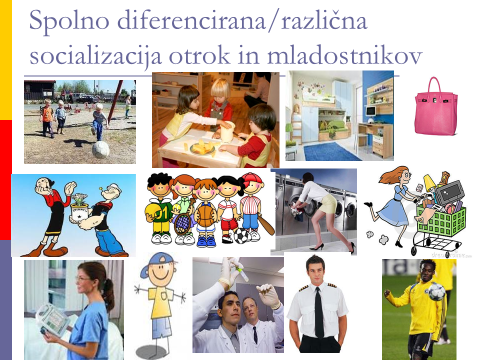 Spolno diferencirana/različna
socializacija otrok in mladostnikov